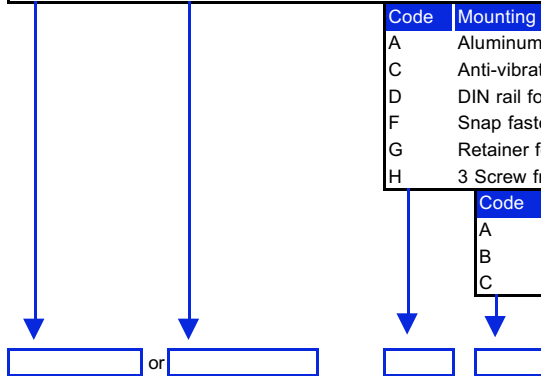 Code Mounting
A Aluminum
C Anti-vibrat
D DIN rail fo
F Snap faste
G Retainer f
H 3 Screw fr
Code
A
B
C
or